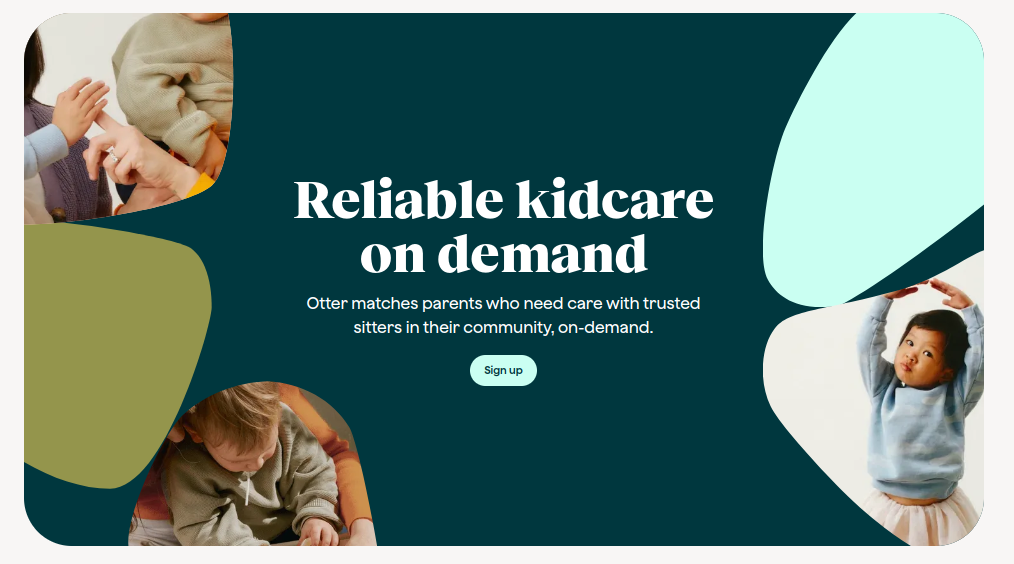 Reliable kidcare
on demand
Otter matches parents who need care with trusted
sitters in their community, on-demand.
Sign up